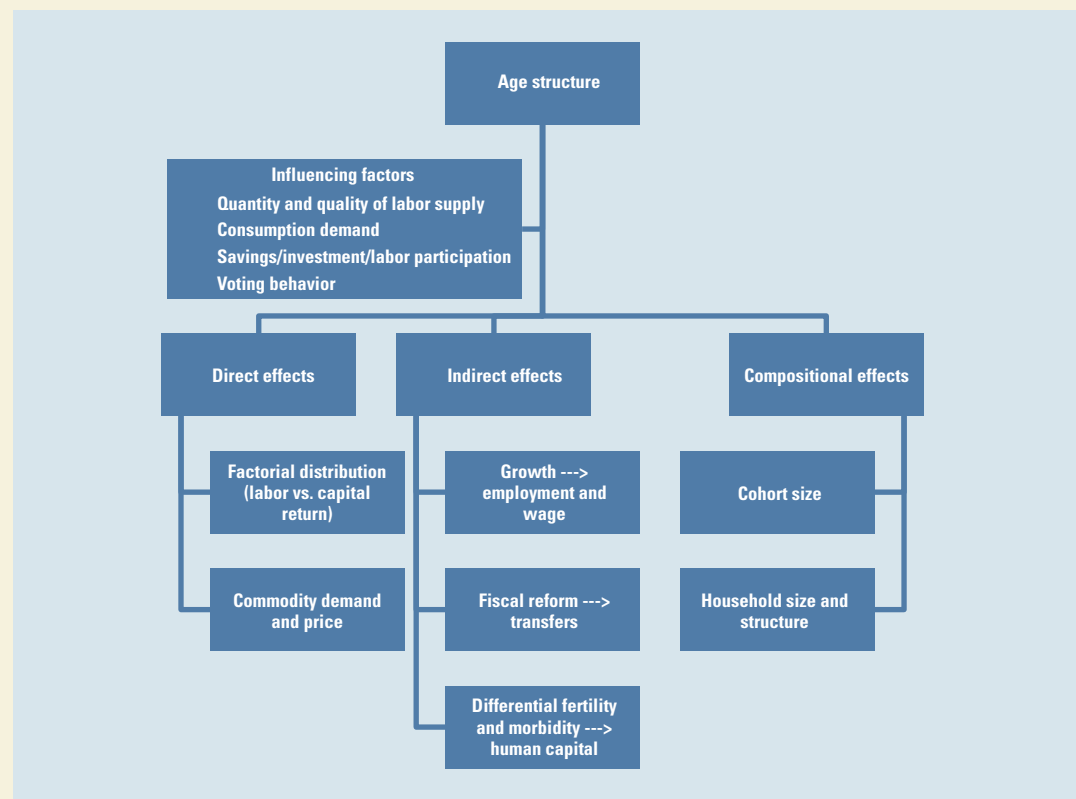 Age structure
Influencing factors
Quantity and quality of labor supply
Consumption demand
Savings/investment/labor participation
Voting behavior
Direct effects
Indirect effects
Compositional effects
Factorial distribution
(labor vs. capital
return)
Growth --->
employment and
wage
Cohort size
Commodity demand
and price
Fiscal reform --->
transfers
Household size and
structure
Differential fertility
and morbidity --->
human capital